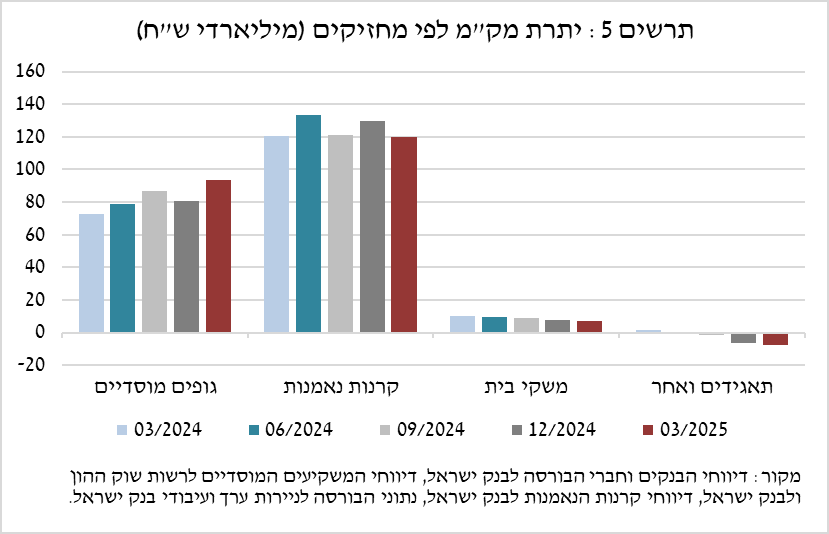 תרשים 5 : יתרת מק"מ לפי מחזיקים (מיליארדי ש"ח)
160
140
120
100
80
60
40
20
0
-20
גופים מוסדיים קרנות נאמנות משקי בית תאגידים ואחר
03/2024 06/2024 09/2024 12/2024 03/2025
מקור : דיווחי הבנקים וחברי הבורסה לבנק ישראל, דיווחי המשקיעים המוסדיים לרשות שוק ההון
ולבנק ישראל, דיווחי קרנות הנאמנות לבנק ישראל, נתוני הבורסה לניירות ערך ועיבודי בנק ישראל.